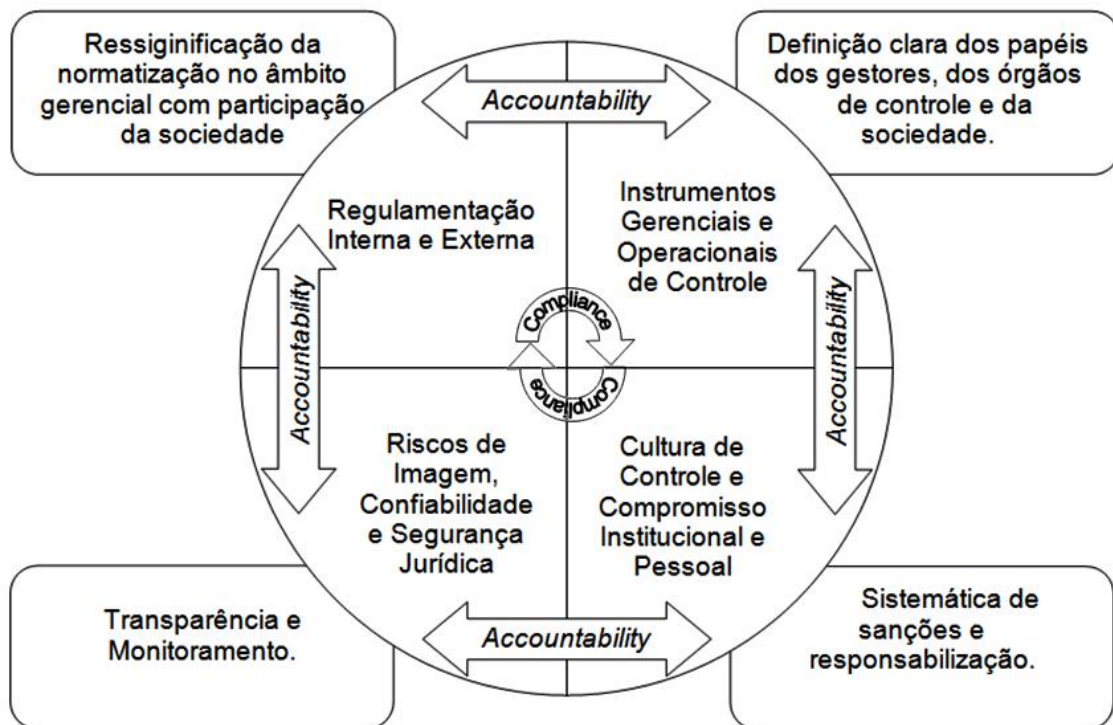 Ressiginificação da
normatização no âmbito
gerencial com participação
da sociedade
Definição clara dos papéis
dos gestores, dos órgãos
de controle e da
sociedade.
Accountability
Regulamentação
Interna e Externa
Instrumentos
Gerenciais e
Operacionais
de Controle
Accountability
Accountability
Compliance
Compliance
Riscos de
Imagem,
Confiabilidade
e Segurança
Jurídica
Cultura de
Controle e
Compromisso
Institucional e
Pessoal
Accountability
Transparência e
Monitoramento.
Sistemática de
sanções e
responsabilização.